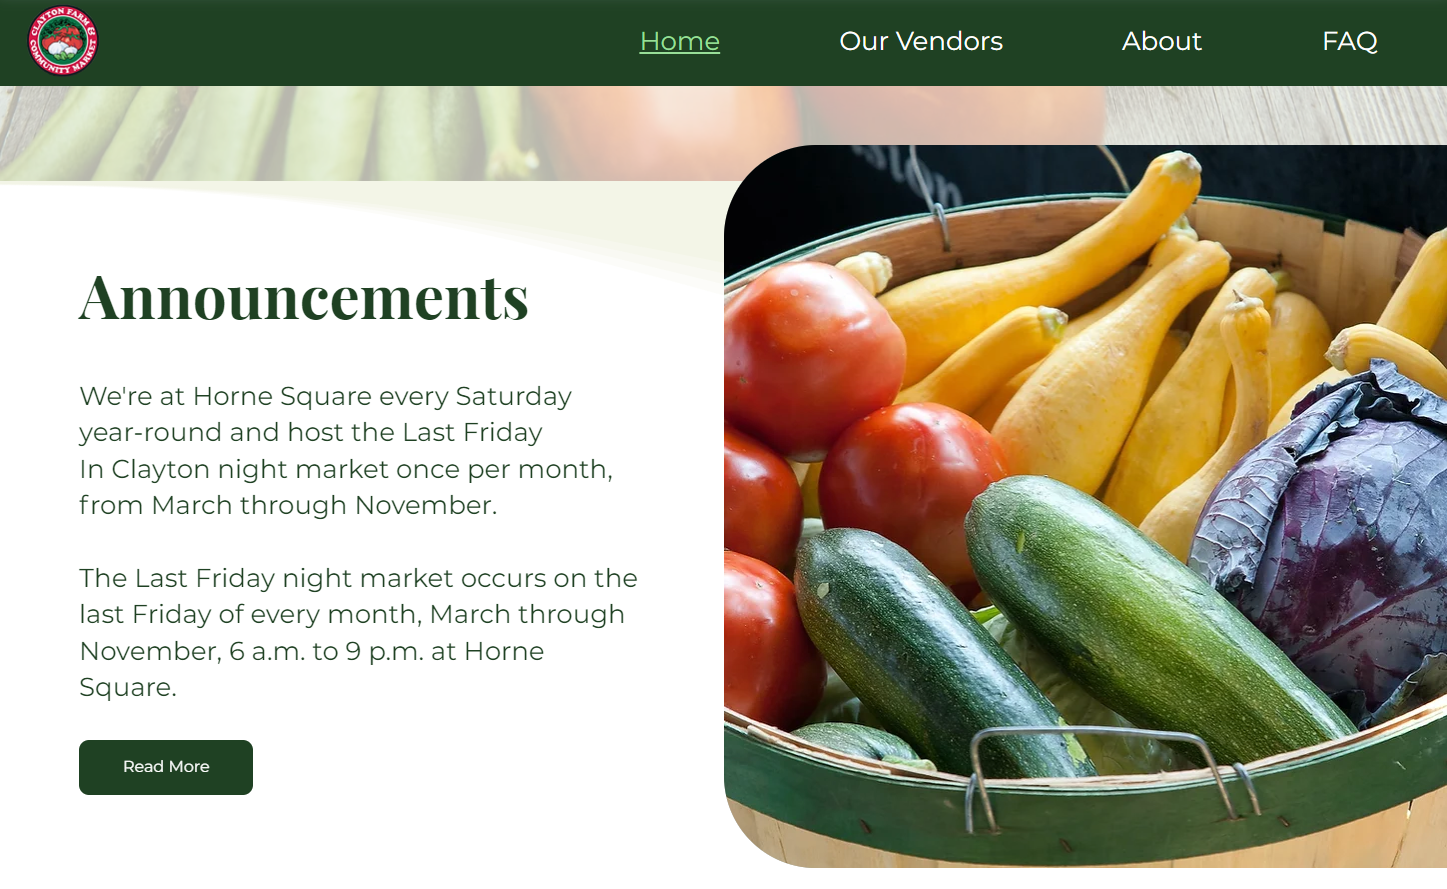 CLAYTON FARM &
COMMUNITY MARKET
Home
Our Vendors
About
FAQ
Announcements
We're at Horne Square every Saturday
year-round and host the Last Friday
In Clayton night market once per month,
from March through November.
The Last Friday night market occurs on the
last Friday of every month, March through
November, 6 a.m. to 9 p.m. at Horne
Square.
Read More